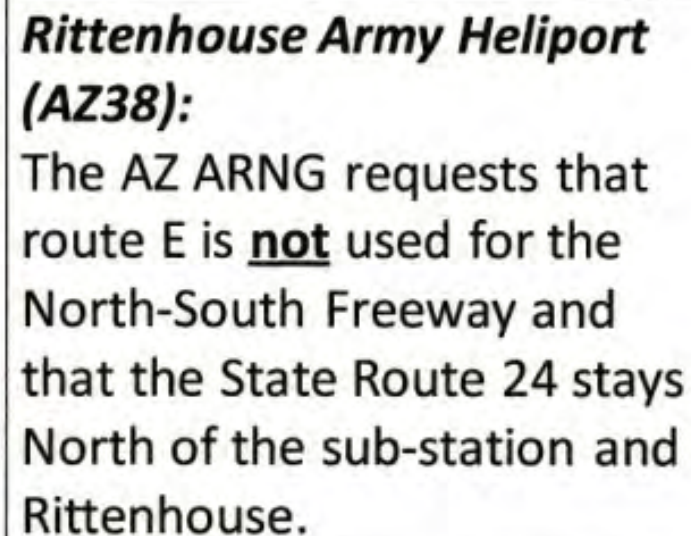 Rittenhouse Army Heliport
(AZ38):
The AZ ARNG requests that
route E is not used for the
North-South Freeway and
that the State Route 24 stays
North of the sub-station and
Rittenhouse.